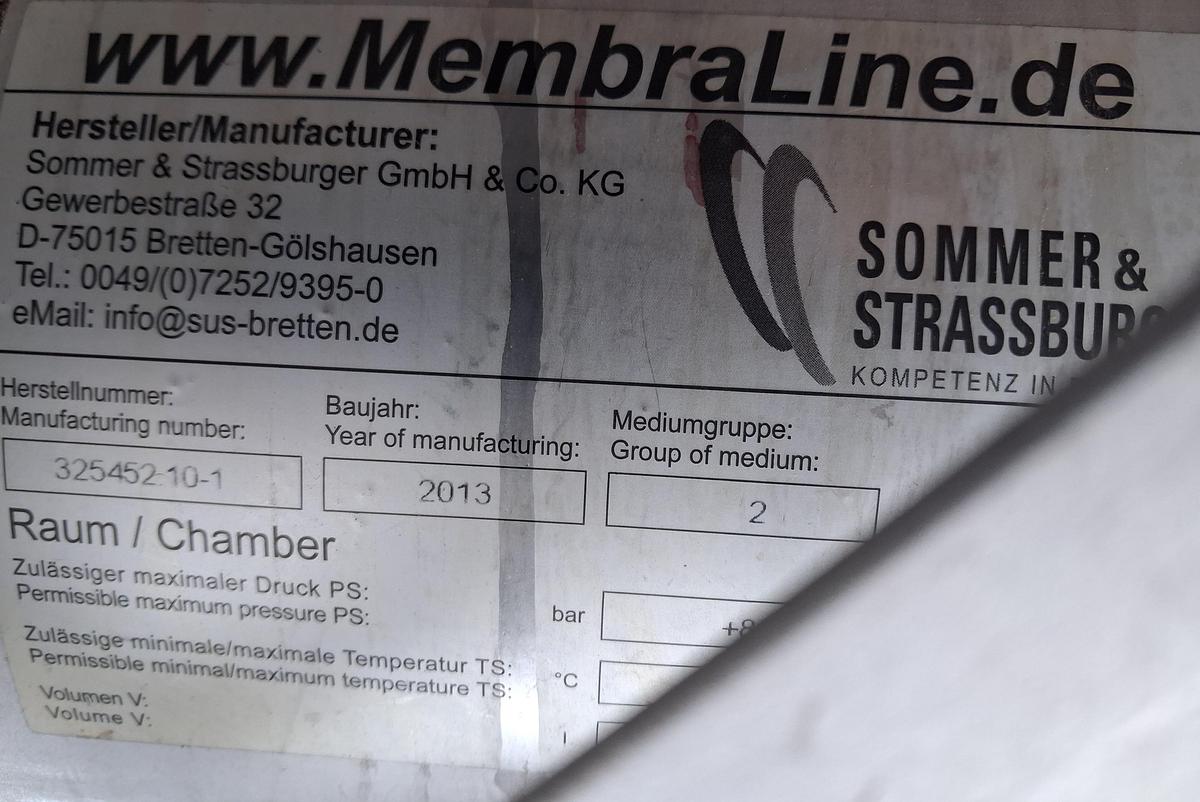 www.MembraLine.de
Hersteller/Manufacturer:
Sommer & Strassburger GmbH & Co. KG
Gewerbestraße 32
D-75015 Bretten-Gölshausen
Tel.: 0049/(0)7252/9395-0
eMail: info@sus-bretten.de
SOMMER &
STRASSBUR
KOMPETENZ IN
Herstellnummer:
Manufacturing number:
325452-10-1
Baujahr:
Year of manufacturing:
2013
Mediumgruppe:
Group of medium:
2
Raum / Chamber
Zulässiger maximaler Druck PS:
Permissible maximum pressure PS:
bar
+8
Zulässige minimale/maximale Temperatur TS:
Permissible minimal/maximum temperature TS:
°C
Volumen V:
Volume V:
l